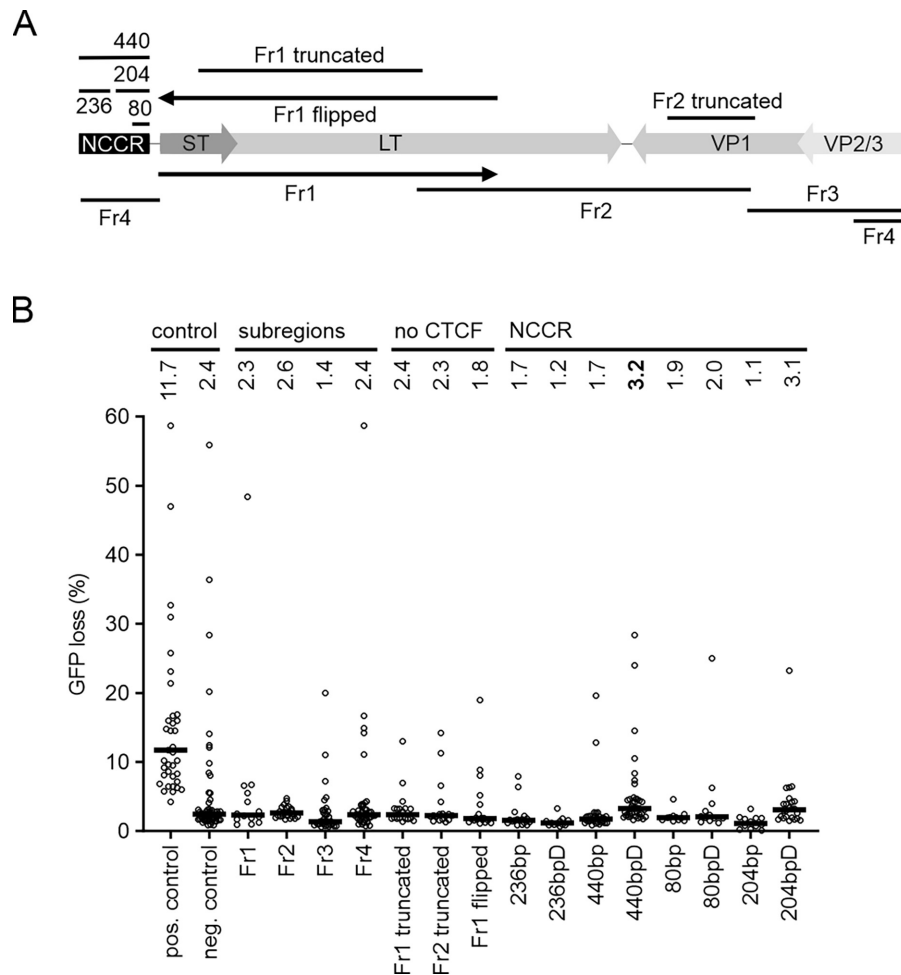 A
440
Fr1 truncated
204
236
80
Fr1 flipped
Fr2 truncated
NCCR ST LT VP1 VP2/3
Fr1
Fr3
Fr4
Fr2
Fr4
B
control subregions no CTCF NCCR
11.7 2.4 2.3 2.6 1.4 2.4 2.4 2.3 1.8 1.7 1.2 1.7 3.2 1.9 2.0 1.1 3.1
60
50
40
30
20
10
0
GFP loss (%)
pos. control
neg. control
Fr1
Fr2
Fr3
Fr4
Fr1 truncated
Fr2 truncated
Fr1 flipped
236bp
236bpD
440bp
440bpD
80bp
80bpD
204bp
204bpD